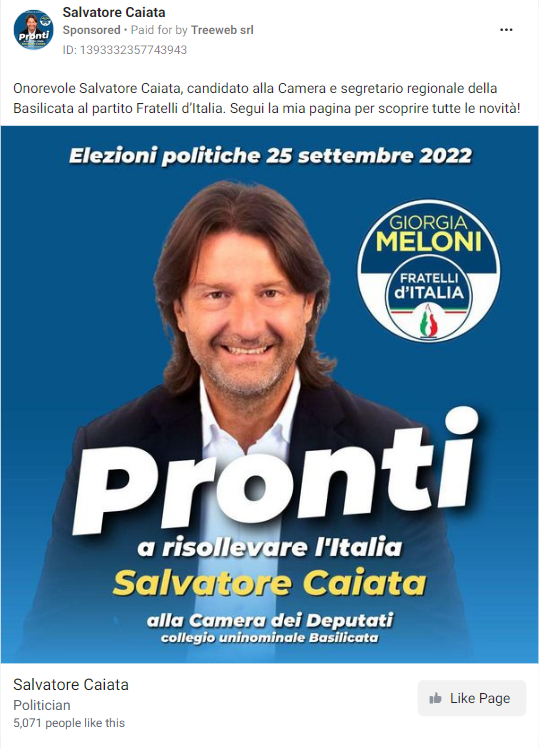 Salvatore Caiata
Sponsored • Paid for by Treeweb srl
ID: 1393332357743943
Onorevole Salvatore Caiata, candidato alla Camera e segretario regionale della
Basilicata al partito Fratelli d'Italia. Segui la mia pagina per scoprire tutte le novità!
Elezioni politiche 25 settembre 2022
GIORGIA
MELONI
FRATELLI
d'ITALIA
Pronti
a risollevare l'Italia
Salvatore Caiata
alla Camera dei Deputati
collegio uninominale Basilicata
Salvatore Caiata
Politician
5,071 people like this
Like Page